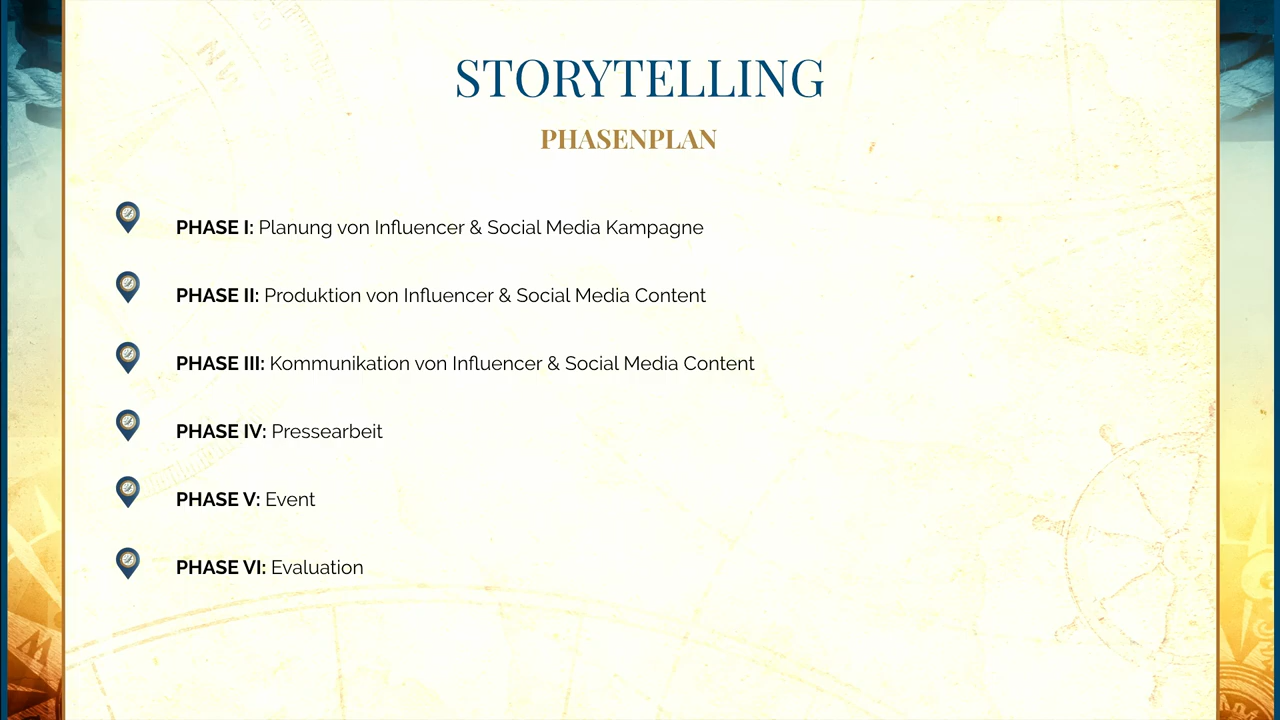 STORYTELLING
PHASENPLAN
PHASE I: Planung von Influencer & Social Media Kampagne
PHASE II: Produktion von Influencer & Social Media Content
PHASE III: Kommunikation von Influencer & Social Media Content
PHASE IV: Pressearbeit
PHASE V: Event
PHASE VI: Evaluation